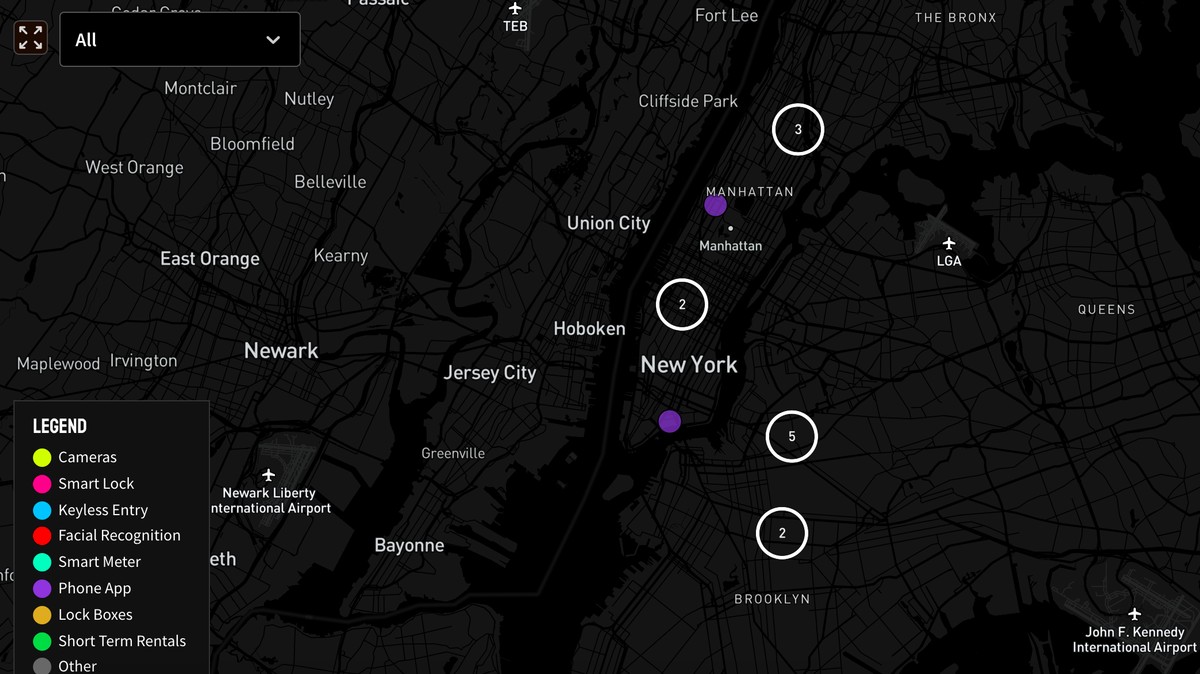 Cedar Grove
Passaic
TEB
Fort Lee
THE BRONX
All
Montclair
Nutley
Cliffside Park
3
Bloomfield
West Orange
Belleville
MANHATTAN
Union City
Manhattan
East Orange
Kearny
LGA
2
QUEENS
Hoboken
Newark
Maplewood
Irvington
New York
Jersey City
LEGEND
Cameras
Smart Lock
Keyless Entry
Facial Recognition
Smart Meter
Phone App
Lock Boxes
Short Term Rentals
Other
5
Greenville
Newark Liberty
nternational Airport
2
Bayonne
eth
BROOKLYN
John F. Kennedy
International Airport